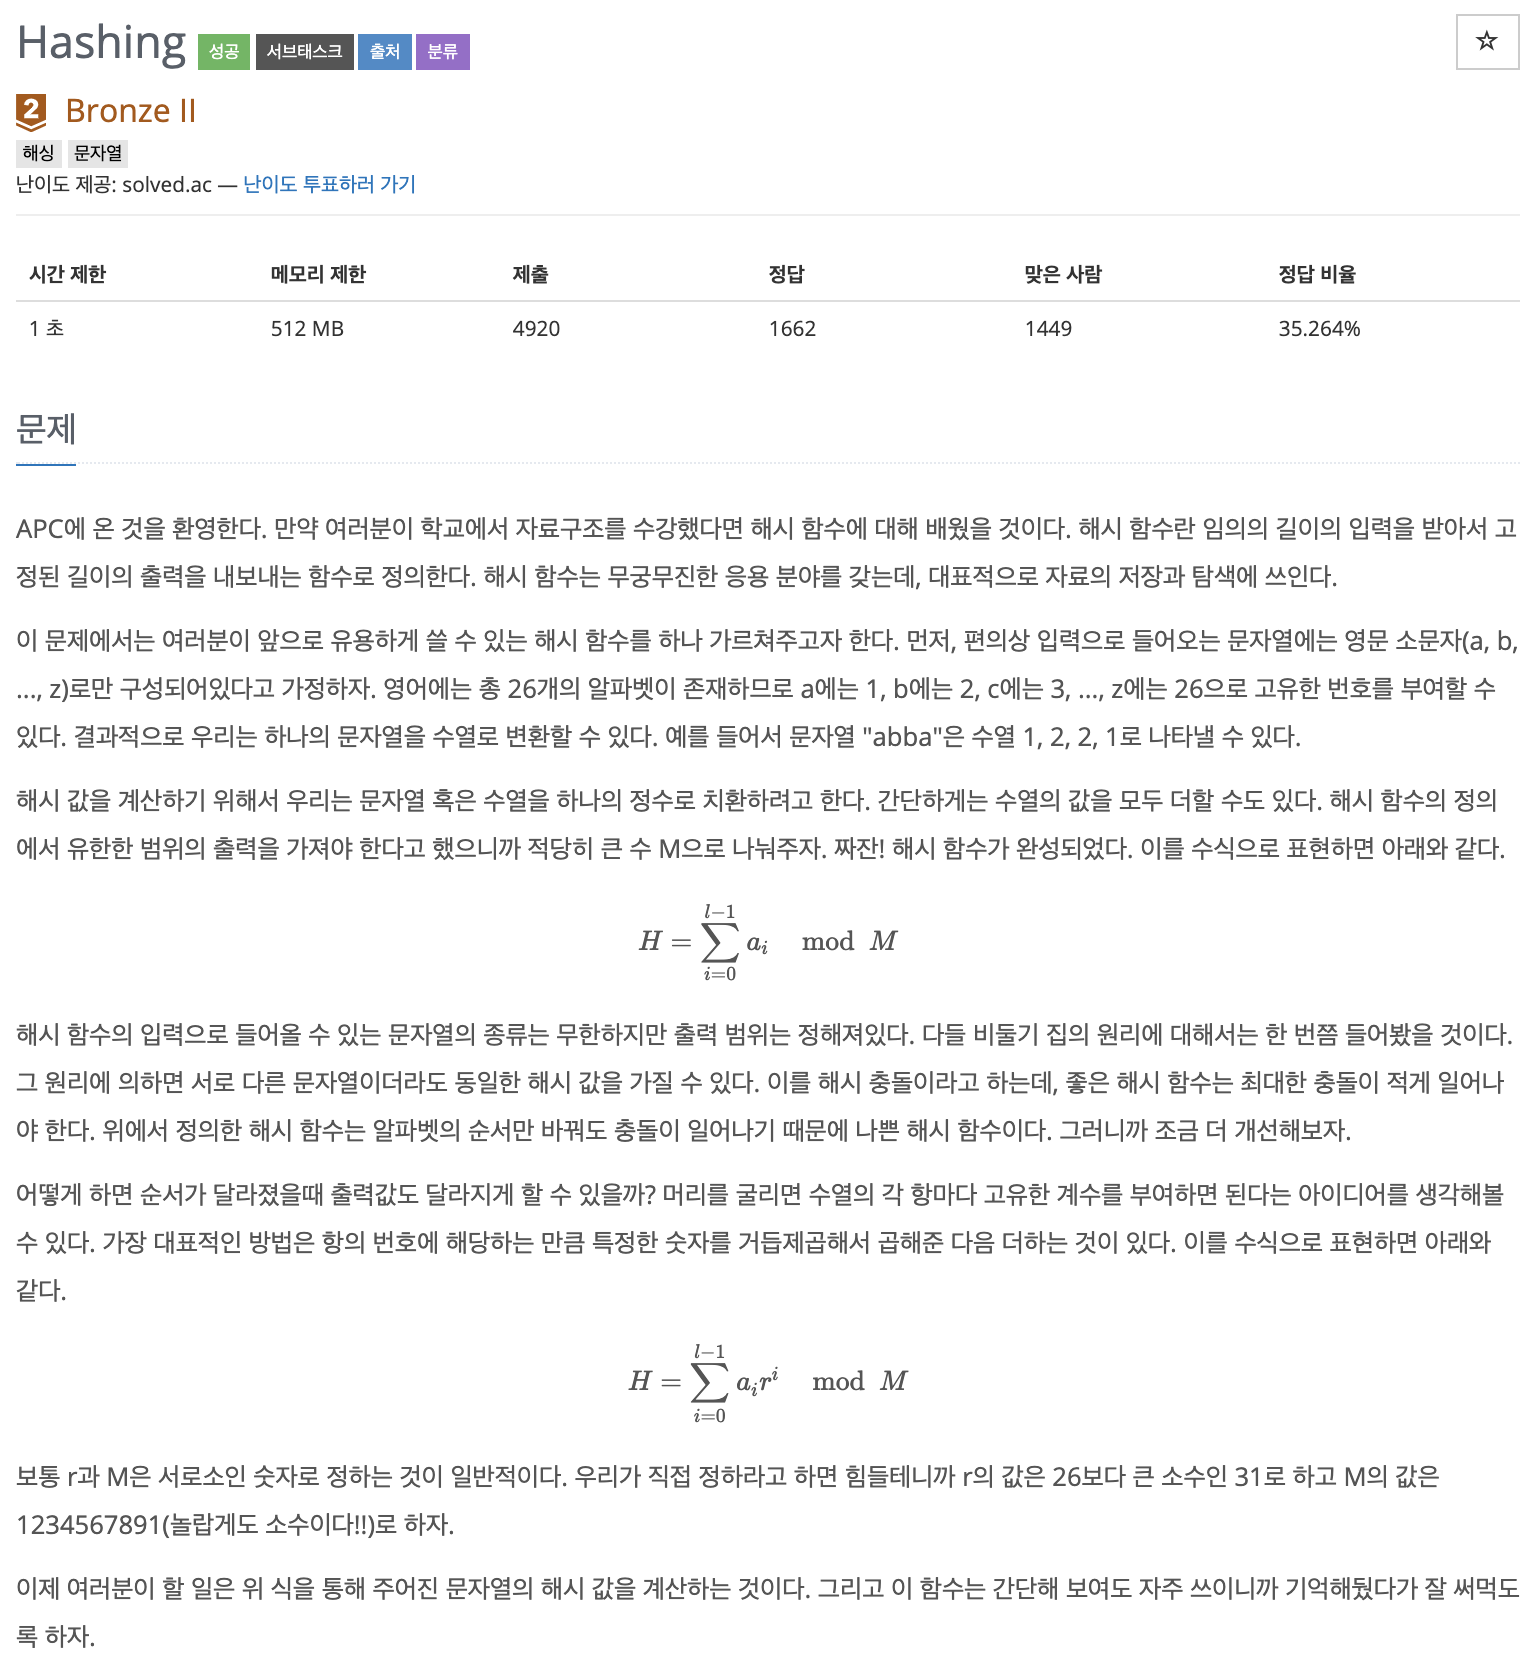 Hashing 성공 서브태스크 출처 분류
☆
2 Bronze II
해싱 문자열
난이도 제공: solved.ac — 난이도 투표하러 가기
시간 제한 메모리 제한 제출 정답 맞은 사람 정답 비율
1 초 512 MB 4920 1662 1449 35.264%
문제
APC에 온 것을 환영한다. 만약 여러분이 학교에서 자료구조를 수강했다면 해시 함수에 대해 배웠을 것이다. 해시 함수란 임의의 길이의 입력을 받아서 고
정된 길이의 출력을 내보내는 함수로 정의한다. 해시 함수는 무궁무진한 응용 분야를 갖는데, 대표적으로 자료의 저장과 탐색에 쓰인다.
이 문제에서는 여러분이 앞으로 유용하게 쓸 수 있는 해시 함수를 하나 가르쳐주고자 한다. 먼저, 편의상 입력으로 들어오는 문자열에는 영문 소문자(a, b,
..., z)로만 구성되어있다고 가정하자. 영어에는 총 26개의 알파벳이 존재하므로 a에는 1, b에는 2, c에는 3, ..., z에는 26으로 고유한 번호를 부여할 수
있다. 결과적으로 우리는 하나의 문자열을 수열로 변환할 수 있다. 예를 들어서 문자열 "abba"은 수열 1, 2, 2, 1로 나타낼 수 있다.
해시 값을 계산하기 위해서 우리는 문자열 혹은 수열을 하나의 정수로 치환하려고 한다. 간단하게는 수열의 값을 모두 더할 수도 있다. 해시 함수의 정의
에서 유한한 범위의 출력을 가져야 한다고 했으니까 적당히 큰 수 M으로 나눠주자. 짜잔! 해시 함수가 완성되었다. 이를 수식으로 표현하면 아래와 같다.
$H = \sum_{i=0}^{l-1} a_i \mod M$
해시 함수의 입력으로 들어올 수 있는 문자열의 종류는 무한하지만 출력 범위는 정해져있다. 다들 비둘기 집의 원리에 대해서는 한 번쯤 들어봤을 것이다.
그 원리에 의하면 서로 다른 문자열이더라도 동일한 해시 값을 가질 수 있다. 이를 해시 충돌이라고 하는데, 좋은 해시 함수는 최대한 충돌이 적게 일어나
야 한다. 위에서 정의한 해시 함수는 알파벳의 순서만 바꿔도 충돌이 일어나기 때문에 나쁜 해시 함수이다. 그러니까 조금 더 개선해보자.
어떻게 하면 순서가 달라졌을때 출력값도 달라지게 할 수 있을까? 머리를 굴리면 수열의 각 항마다 고유한 계수를 부여하면 된다는 아이디어를 생각해볼
수 있다. 가장 대표적인 방법은 항의 번호에 해당하는 만큼 특정한 숫자를 거듭제곱해서 곱해준 다음 더하는 것이 있다. 이를 수식으로 표현하면 아래와
같다.
$H = \sum_{i=0}^{l-1} a_i r^i \mod M$
보통 r과 M은 서로소인 숫자로 정하는 것이 일반적이다. 우리가 직접 정하라고 하면 힘들테니까 r의 값은 26보다 큰 소수인 31로 하고 M의 값은
1234567891(놀랍게도 소수이다!!)로 하자.
이제 여러분이 할 일은 위 식을 통해 주어진 문자열의 해시 값을 계산하는 것이다. 그리고 이 함수는 간단해 보여도 자주 쓰이니까 기억해뒀다가 잘 써먹도
록 하자.